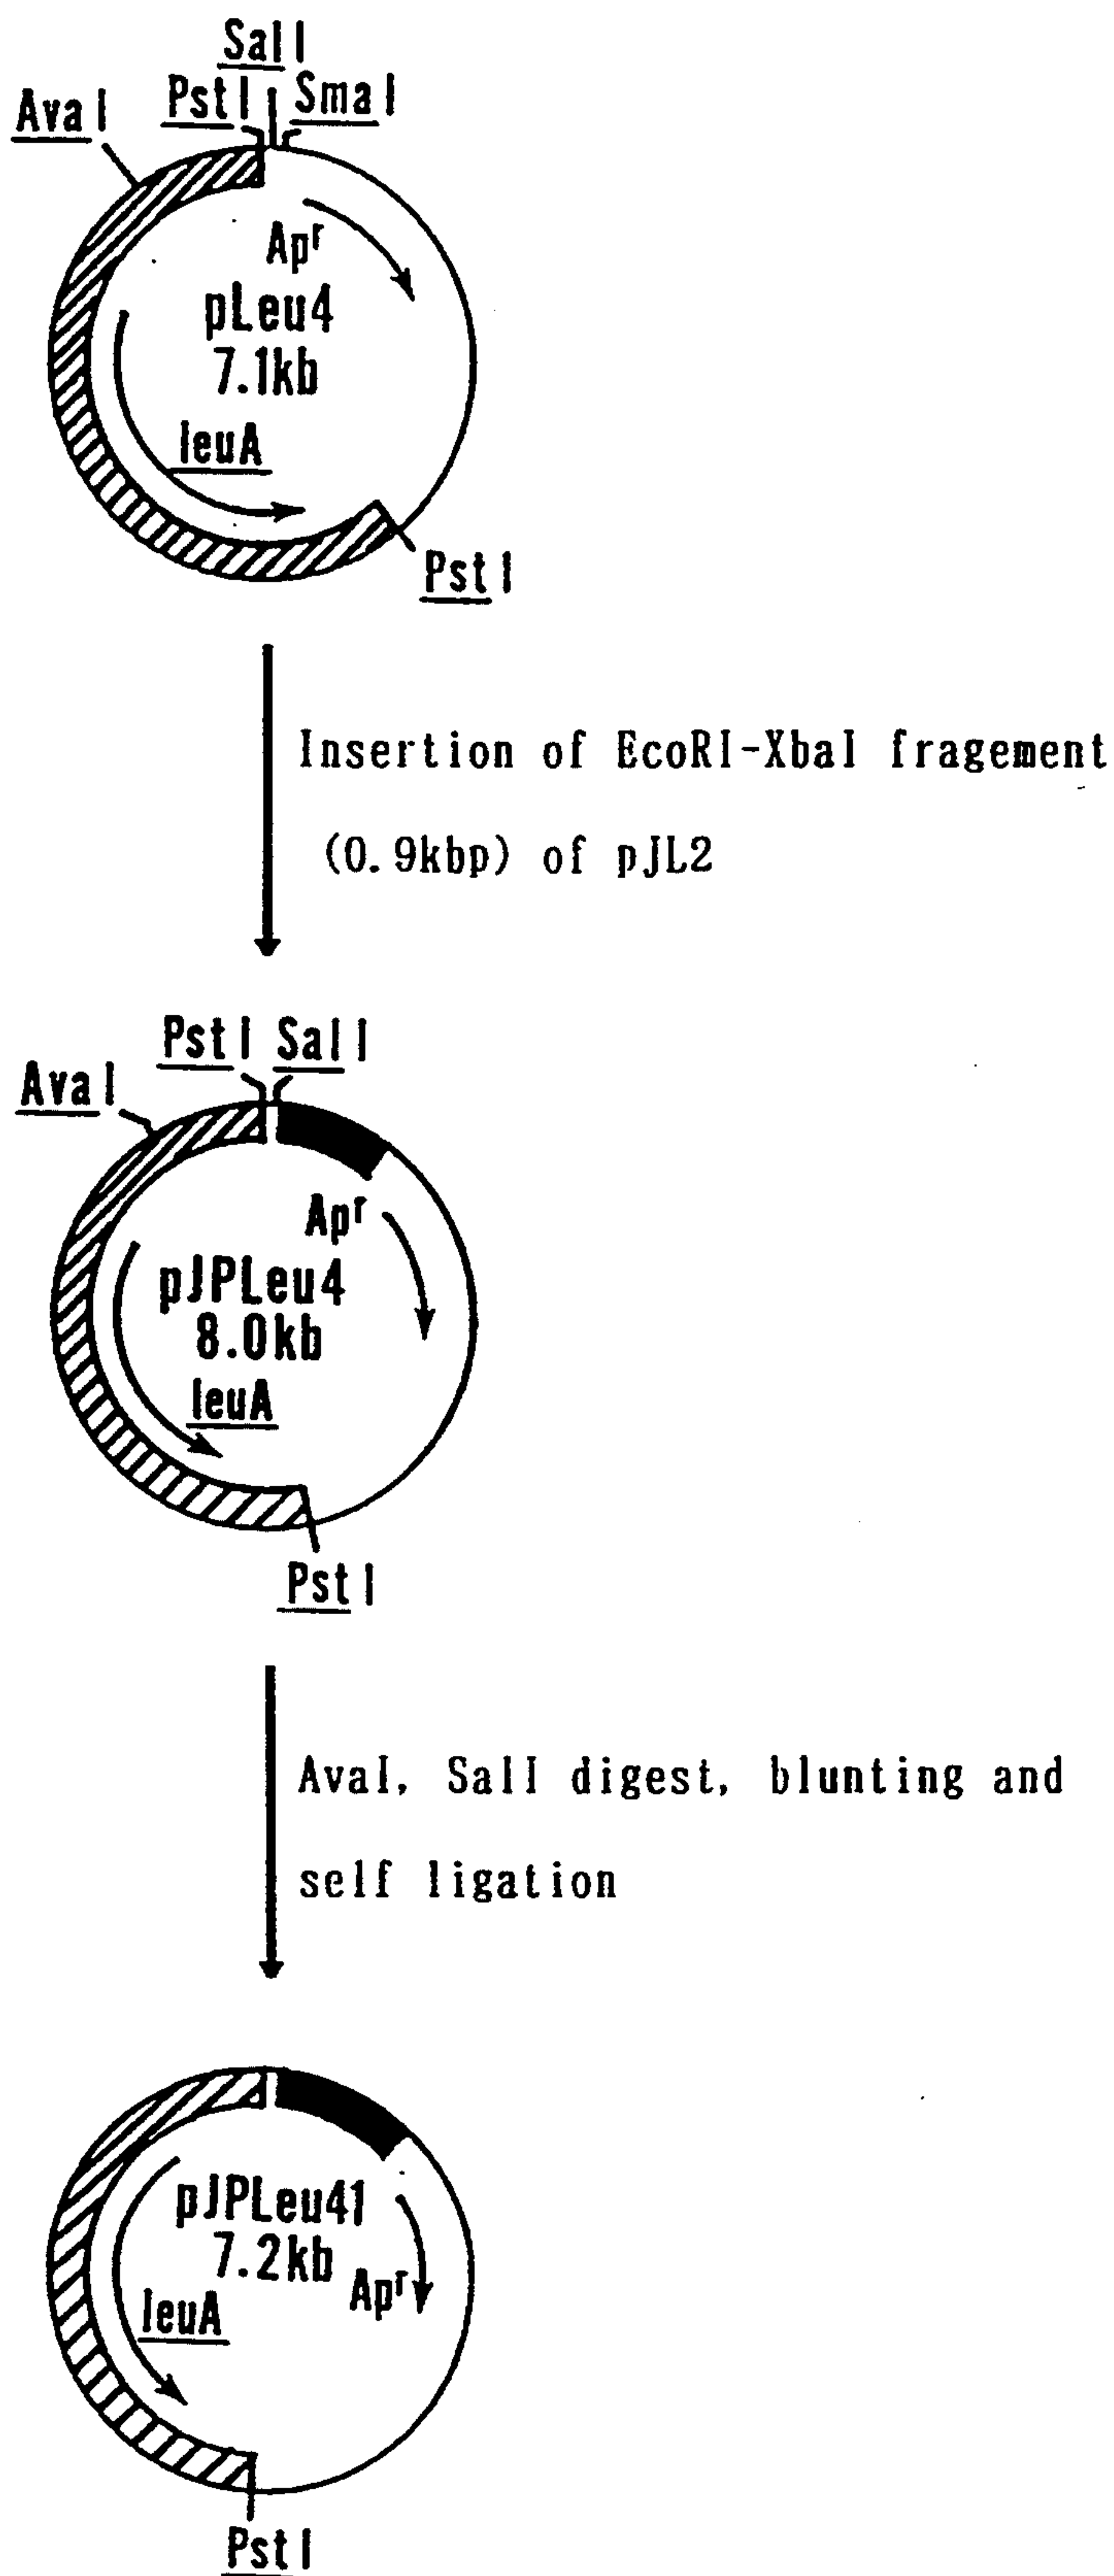 SalI
PstI SmaI
AvaI
Apr
pLeu4
7.1kb
leuA
PstI
Insertion of EcoRI-XbaI fragement
(0.9kbp) of pJL2
PstI SalI
AvaI
Apr
pJPLeu4
8.0kb
leuA
PstI
AvaI, SalI digest, blunting and
self ligation
pJPLeu41
7.2kb
Apr
leuA
PstI